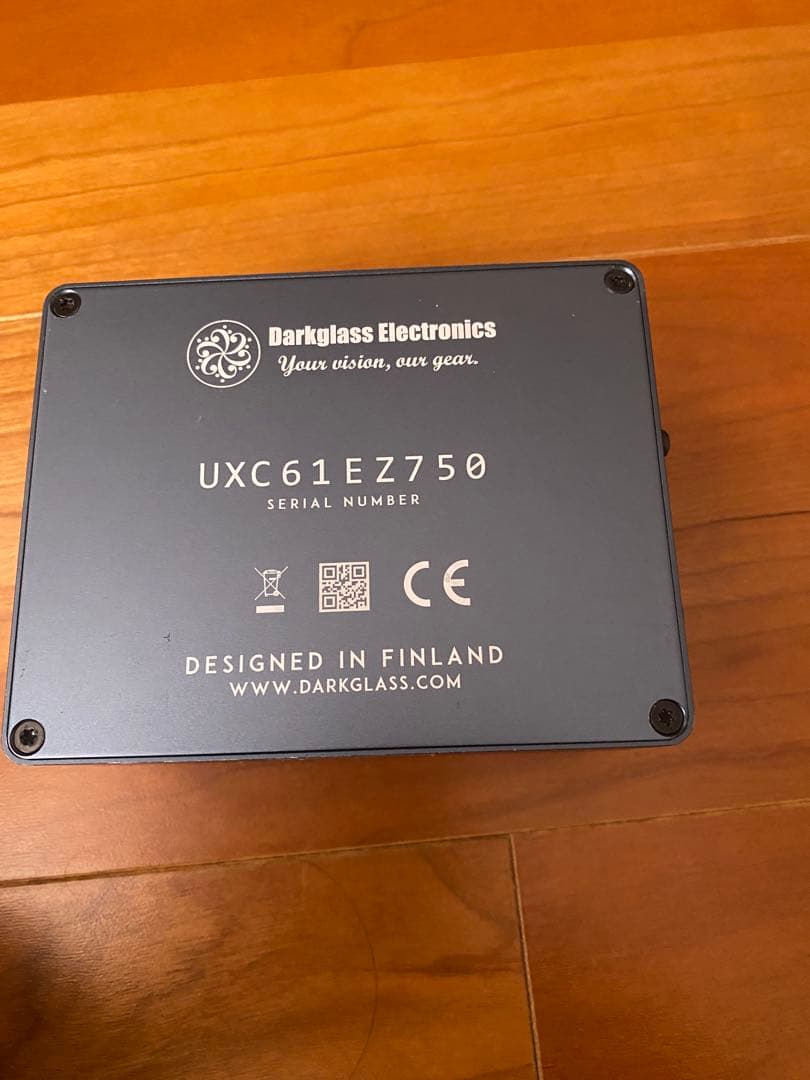 Darkglass Electronics
Your vision, our gear.
UXC61EZ750
SERIAL NUMBER
CE
DESIGNED IN FINLAND
WWW.DARKGLASS.COM